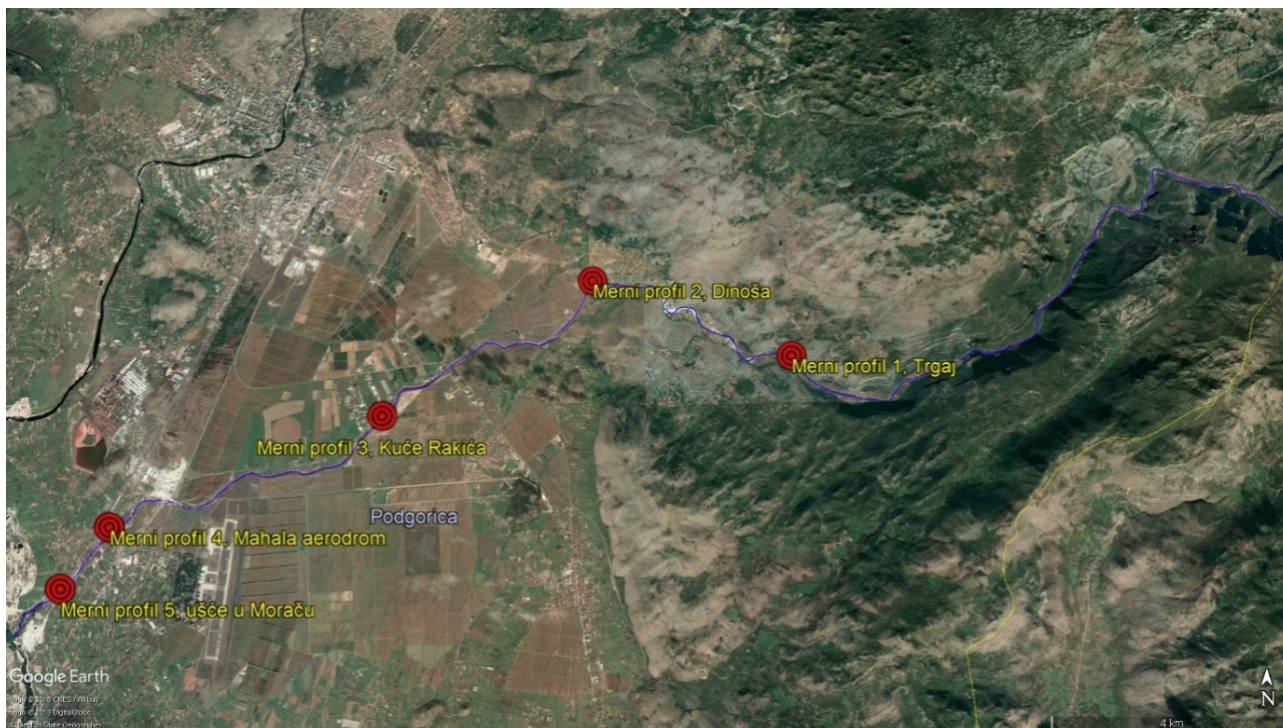 Merni profil 2, Dinoša
Merni profil 1, Trgaj
Merni profil 3, Kuće Rakića
Podgorica
Merni profil 4, Mahala aerodrom
Merni profil 5, ušće u Moraču
Google Earth
N
4 km